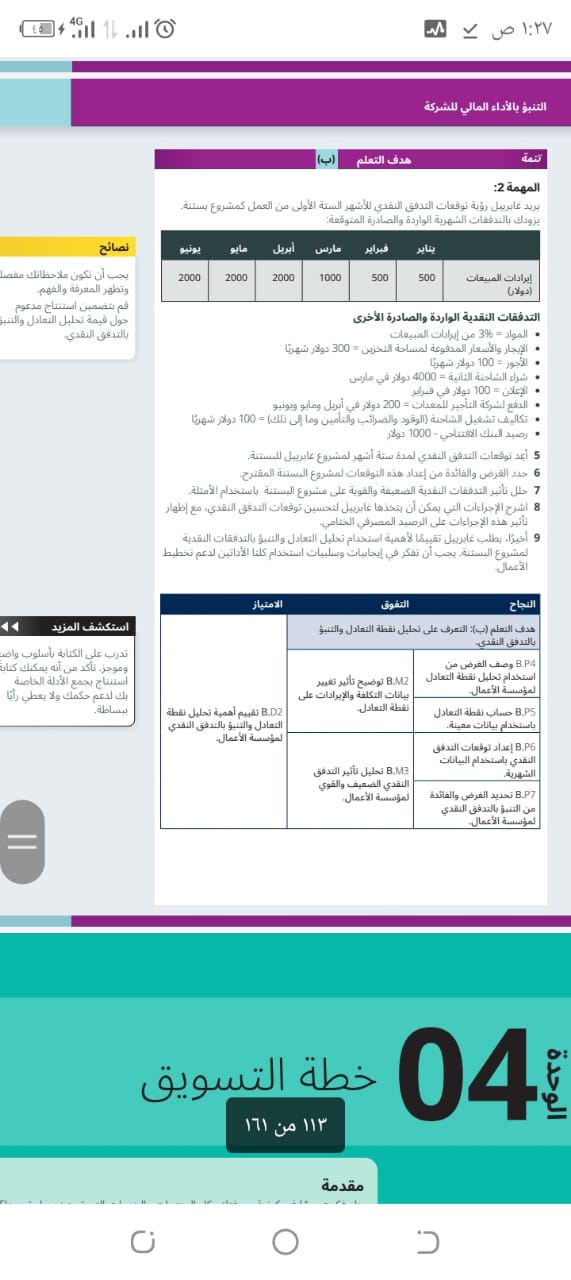 ١:٢٧ ص
4G
التنبؤ بالأداء المالي للشركة
تتمة هدف التعلم (ب)
المهمة 2:
يريد غابرييل رؤية توقعات التدفق النقدي للأشهر الستة الأولى من العمل كمشروع بستنة.
يزودك بالتدفقات الشهرية الواردة والصادرة المتوقعة:
يناير فبراير مارس أبريل مايو يونيو
إيرادات المبيعات (دولار) 500 500 1000 2000 2000 2000
التدفقات النقدية الواردة والصادرة الأخرى
• المواد = 3% من إيرادات المبيعات
• الإيجار والأسعار المدفوعة لمساحة التخزين = 300 دولار شهريًا
• الأجور = 100 دولار شهريًا
• شراء الشاحنة الثانية = 4000 دولار في مارس
• الإعلان = 100 دولار في فبراير
• الدفع لشركة التأجير للمعدات = 200 دولار في أبريل ومايو ويونيو
• تكاليف تشغيل الشاحنة (الوقود والضرائب والتأمين وما إلى ذلك) = 100 دولار شهريًا
• رصيد البنك الافتتاحي - 1000 دولار
5 أعِد توقعات التدفق النقدي لمدة ستة أشهر لمشروع غابرييل للبستنة.
6 حدد الغرض والفائدة من إعداد هذه التوقعات لمشروع البستنة المقترح.
7 حلل تأثير التدفقات النقدية الضعيفة والقوية على مشروع البستنة باستخدام الأمثلة.
8 اشرح الإجراءات التي يمكن أن يتخذها غابرييل لتحسين توقعات التدفق النقدي، مع إظهار
تأثير هذه الإجراءات على الرصيد المصرفي الختامي.
9 أخيرًا، يطلب غابرييل تقييمًا لأهمية استخدام تحليل التعادل والتنبؤ بالتدفقات النقدية
لمشروع البستنة. يجب أن تفكر في إيجابيات وسلبيات استخدام كلتا الأداتين لدعم تخطيط
الأعمال.
نصائح
يجب أن تكون ملاحظاتك
وتظهر المعرفة والفهم.
قم بتضمين استنتاج مدعوم
حول قيمة تحليل التعادل
بالتدفق النقدي.
النجاح التفوق الامتياز
هدف التعلم (ب): التعرف على تحليل نقطة التعادل والتنبؤ
بالتدفق النقدي.
B.P4 وصف الغرض من
استخدام تحليل نقطة التعادل
لمؤسسة الأعمال.
B.P5 حساب نقطة التعادل
باستخدام بيانات معينة.
B.M2 توضيح تأثير تغيير
بيانات التكلفة والإيرادات على
نقطة التعادل.
B.P6 إعداد توقعات التدفق
النقدي باستخدام البيانات
الشهرية.
B.P7 تحديد الغرض والفائدة
من التنبؤ بالتدفق النقدي
لمؤسسة الأعمال.
B.M3 تحليل تأثير التدفق
النقدي الضعيف والقوي
لمؤسسة الأعمال.
B.D2 تقييم أهمية تحليل نقطة
التعادل والتنبؤ بالتدفق النقدي
لمؤسسة الأعمال.
استكشف المزيد
تدرب على الكتابة بأسلوب
وموجز. تأكد من أنه يمكنك
استنتاج يجمع الأدلة الخاصة
بك لدعم حكمك ولا يعطي رأيًا
ببساطة.
الوحدة
04 خطة التسويق
١١٣ من ١٦١
مقدمة